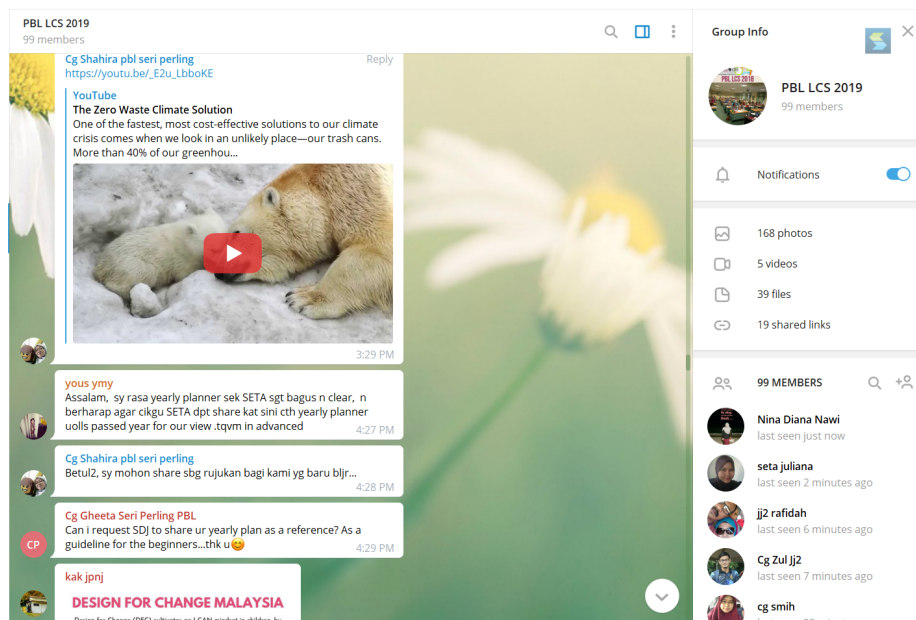 PBL LCS 2019
99 members
Cg Shahira pbl seri perling
Reply
https://youtu.be/_E2u_LbboKE
YouTube
The Zero Waste Climate Solution
One of the fastest, most cost-effective solutions to our climate
crisis comes when we look in an unlikely place—our trash cans.
More than 40% of our greenhou...
3:29 PM
yous ymy
Assalam,  sy rasa yearly planner sek SETA sgt bagus n clear,  n
berharap agar cikgu SETA dpt share kat sini cth yearly planner
uolls passed year for our view .tqvm in advanced
4:27 PM
Cg Shahira pbl seri perling
Betul2, sy mohon share sbg rujukan bagi kami yg baru bljr...
4:28 PM
CP
Cg Gheeta Seri Perling PBL
Can i request SDJ to share ur yearly plan as a reference? As a
guideline for the beginners...thk u😊
4:29 PM
kak jpnj
DESIGN FOR CHANGE MALAYSIA
Group Info
PBL LCS 2019
PBL LCS 2019
99 members
Notifications
168 photos
5 videos
39 files
19 shared links
99 MEMBERS
Nina Diana Nawi
last seen just now
seta juliana
last seen 2 minutes ago
jj2 rafidah
last seen 6 minutes ago
Cg Zul Jj2
last seen 7 minutes ago
cg smih